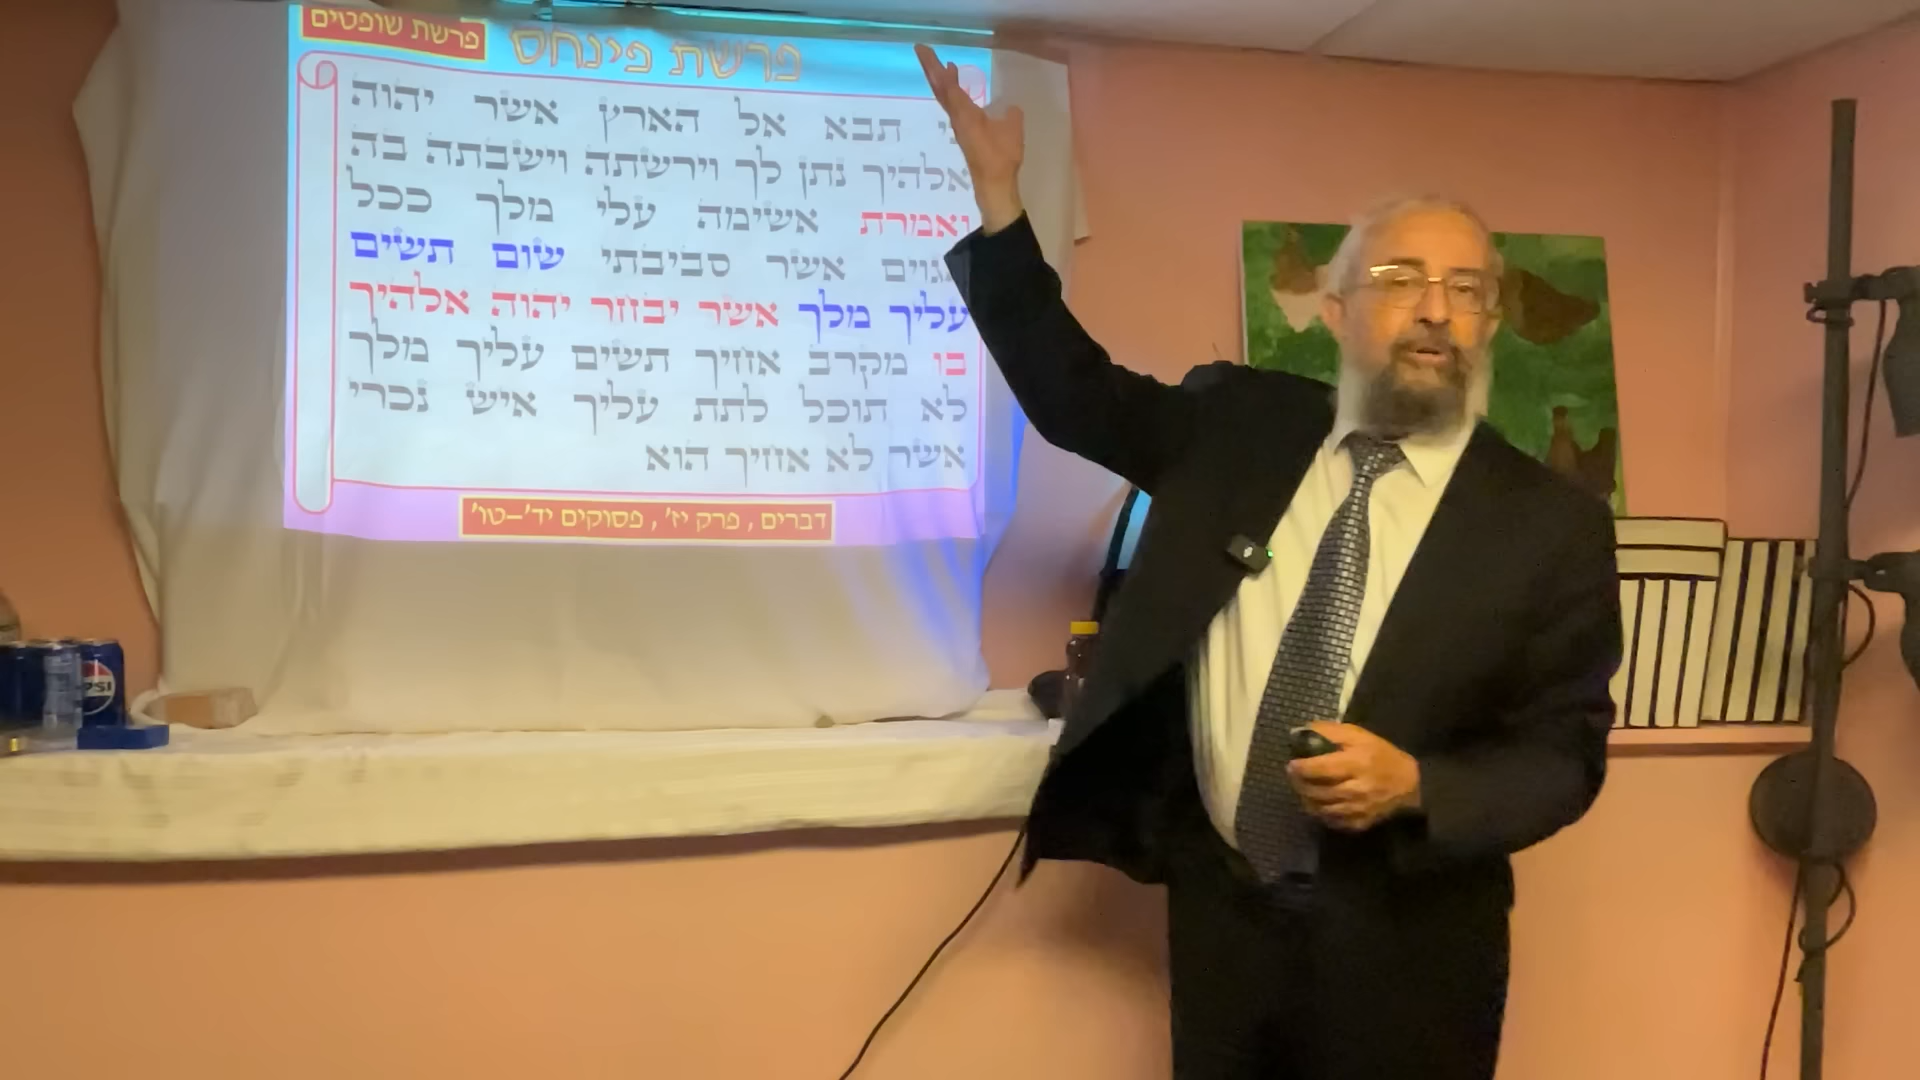 פרשת שופטים
פרשת פינחס
תבא אל הארץ אשר יהוה
אלהיך נתן לך וירשתה וישבתה בה
ואמרת אשימה עלי מלך ככל
אשר סביבתי שום תשים
עליך מלך אשר יבחר יהוה אלהיך
בו מקרב אחיך תשים עליך מלך
לא תוכל לתת עליך איש נכרי
אשר לא אחיך הוא
דברים , פרק יז' , פסוקים יד'–טו'